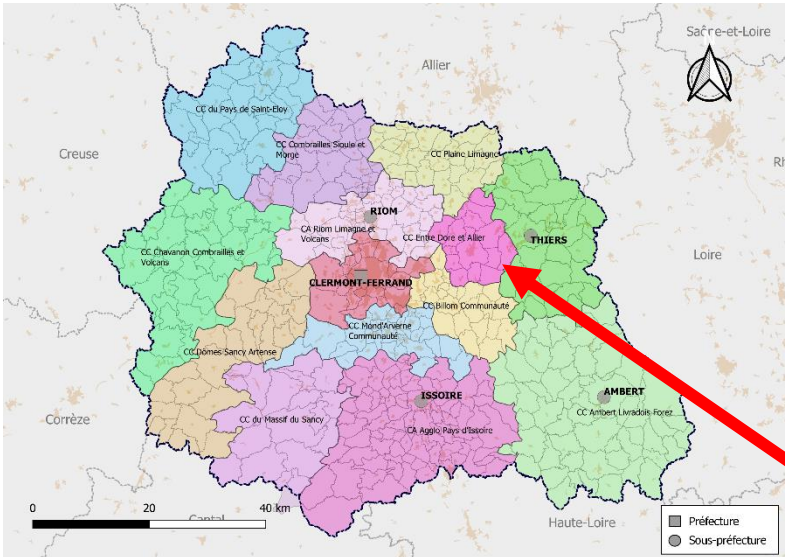 Saône-et-Loire
Allier
CC du Pays de Saint-Eloy
Creuse
CC Combrailles Sioule et
Morge
CC Plaine Limagne
RIOM
CA Riom Limagne et
Volcans
CC Entre Dore et Allier
THIERS
CC Chavanon Combrailles et
Volcans
Loire
CLERMONT-FERRAND
CC Billom Communauté
CC Mond'Arverne
Communauté
CC Dômes Sancy Artense
ISSOIRE
AMBERT
CC Ambert Livradois-Forez
Corrèze
CC du Massif du Sancy
CA Agglo Pays d'Issoire
0 20 40 km
Cantal
Haute-Loire
Préfecture
Sous-préfecture